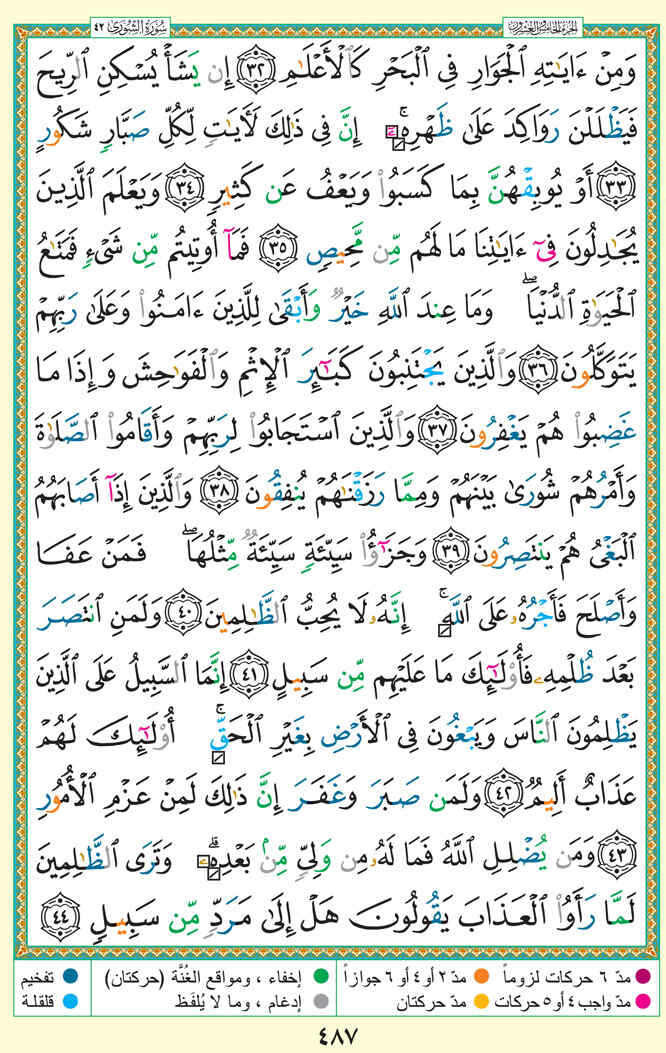 الجزء الخامس والعشرون
سُورَةُ الشُّورَىٰ ٤٢
وَمِنْ ءَايَٰتِهِ ٱلْجَوَارِ فِى ٱلْبَحْرِ كَٱلْأَعْلَٰمِ ٣٢ إِن يَشَأْ يُسْكِنِ ٱلرِّيحَ
فَيَظْلَلْنَ رَوَاكِدَ عَلَىٰ ظَهْرِهِۦٓ ۚ إِنَّ فِى ذَٰلِكَ لَأَيَٰتٍ لِّكُلِّ صَبَّارٍ شَكُورٍ
٣٣ أَوْ يُوبِقْهُنَّ بِمَا كَسَبُوا۟ وَيَعْفُ عَن كَثِيرٍ ٣٤ وَيَعْلَمَ ٱلَّذِينَ
يُجَٰدِلُونَ فِىٓ ءَايَٰتِنَا مَا لَهُم مِّن مَّحِيصٍ ٣٥ فَمَآ أُوتِيتُم مِّن شَىْءٍ فَمَتَٰعُ
ٱلْحَيَوٰةِ ٱلدُّنْيَا ۖ وَمَا عِندَ ٱللَّهِ خَيْرٌ وَأَبْقَىٰ لِلَّذِينَ ءَامَنُوا۟ وَعَلَىٰ رَبِّهِمْ
يَتَوَكَّلُونَ ٣٦ وَٱلَّذِينَ يَجْتَنِبُونَ كَبَٰٓئِرَ ٱلْإِثْمِ وَٱلْفَوَٰحِشَ وَإِذَا مَا
غَضِبُوا۟ هُمْ يَغْفِرُونَ ٣٧ وَٱلَّذِينَ ٱسْتَجَابُوا۟ لِرَبِّهِمْ وَأَقَامُوا۟ ٱلصَّلَوٰةَ
وَأَمْرُهُمْ شُورَىٰ بَيْنَهُمْ وَمِمَّا رَزَقْنَٰهُمْ يُنفِقُونَ ٣٨ وَٱلَّذِينَ إِذَآ أَصَابَهُمُ
ٱلْبَغْىُ هُمْ يَنتَصِرُونَ ٣٩ وَجَزَٰٓؤُا۟ سَيِّئَةٍ سَيِّئَةٌ مِّثْلُهَا ۖ فَمَنْ عَفَا
وَأَصْلَحَ فَأَجْرُهُۥ عَلَى ٱللَّهِ ۚ إِنَّهُۥ لَا يُحِبُّ ٱلظَّٰلِمِينَ ٤٠ وَلَمَنِ ٱنتَصَرَ
بَعْدَ ظُلْمِهِۦ فَأُو۟لَٰٓئِكَ مَا عَلَيْهِم مِّن سَبِيلٍ ٤١ إِنَّمَا ٱلسَّبِيلُ عَلَى ٱلَّذِينَ
يَظْلِمُونَ ٱلنَّاسَ وَيَبْغُونَ فِى ٱلْأَرْضِ بِغَيْرِ ٱلْحَقِّ ۚ أُو۟لَٰٓئِكَ لَهُمْ
عَذَابٌ أَلِيمٌ ٤٢ وَلَمَن صَبَرَ وَغَفَرَ إِنَّ ذَٰلِكَ لَمِنْ عَزْمِ ٱلْأُمُورِ
٤٣ وَمَن يُضْلِلِ ٱللَّهُ فَمَا لَهُۥ مِن وَلِىٍّ مِّنۢ بَعْدِهِۦ ۗ وَتَرَى ٱلظَّٰلِمِينَ
لَمَّا رَأَوُا۟ ٱلْعَذَابَ يَقُولُونَ هَلْ إِلَىٰ مَرَدٍّ مِّن سَبِيلٍ ٤٤
مدّ ٦ حركات لزوماً
مدّ ٢ أو ٤ أو ٦ جوازاً
إخفاء ، ومواقع الغُنَّة (حركتان)
تفخيم
مدّ واجب ٤ أو ٥ حركات
مدّ حركتان
إدغام ، وما لا يُلفَظ
قلقلة
٤٨٧